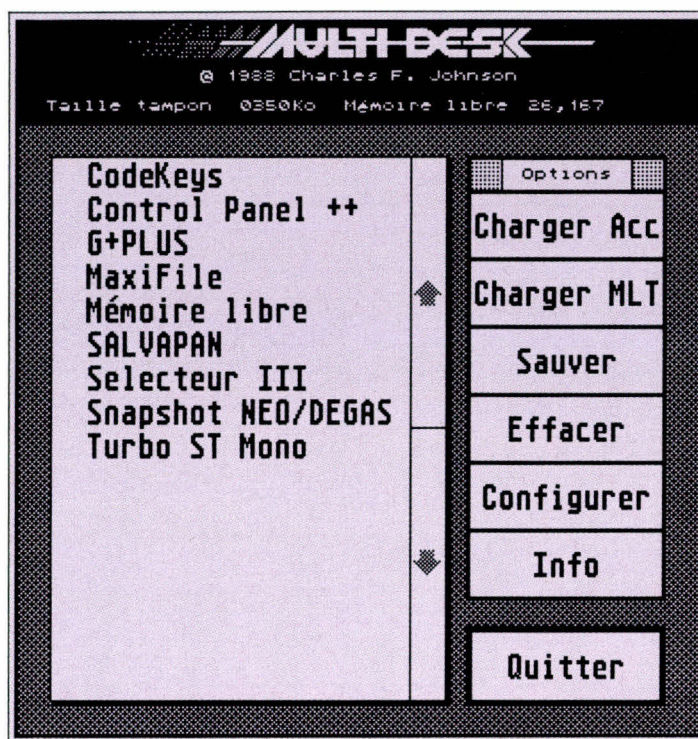 MULTI DESK
@ 1988 Charles F. Johnson
Taille tampon 0350Ko Mémoire libre 26,167
CodeKeys
Control Panel ++
G+PLUS
MaxiFile
Mémoire libre
SALVAPAN
Selecteur III
Snapshot NEO/DEGAS
Turbo ST Mono
Options
Charger Acc
Charger MLT
Sauver
Effacer
Configurer
Info
Quitter